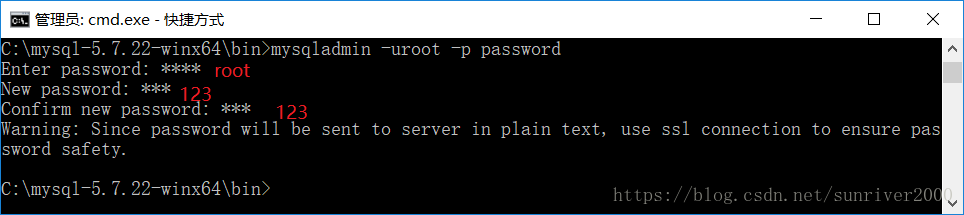 管理员: cmd.exe - 快捷方式
C:\mysql-5.7.22-winx64\bin>mysqladmin -uroot -p password
Enter password: **** root
New password: *** 123
Confirm new password: *** 123
Warning: Since password will be sent to server in plain text, use ssl connection to ensure pas
sword safety.
C:\mysql-5.7.22-winx64\bin>
https://blog.csdn.net/sunriver2000